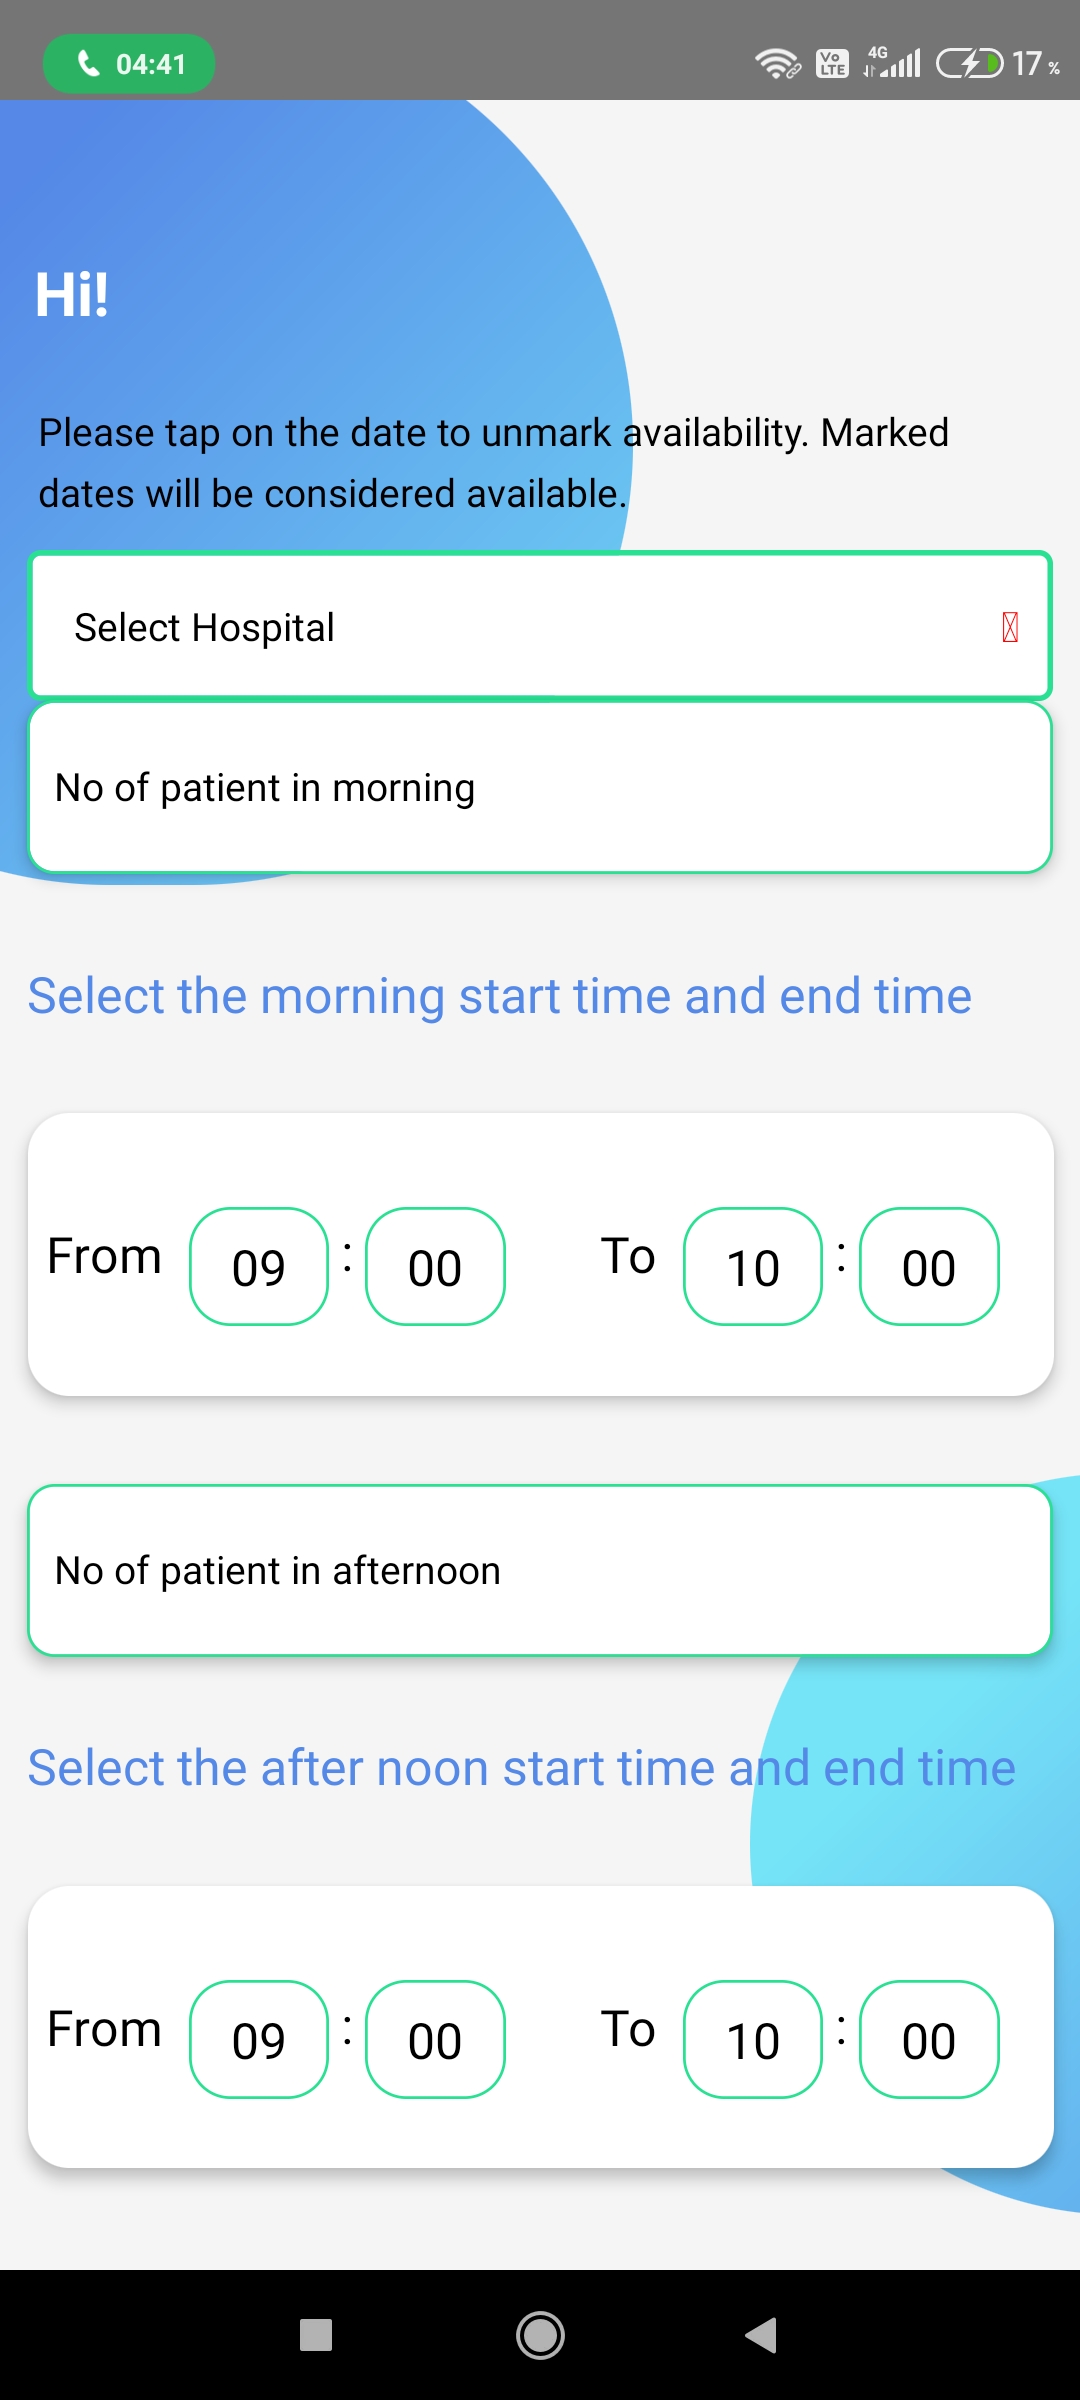 04:41 Vo LTE 4G 17 %
Hi!
Please tap on the date to unmark availability. Marked
dates will be considered available.
Select Hospital
No of patient in morning
Select the morning start time and end time
From 09 : 00 To 10 : 00
No of patient in afternoon
Select the after noon start time and end time
From 09 : 00 To 10 : 00